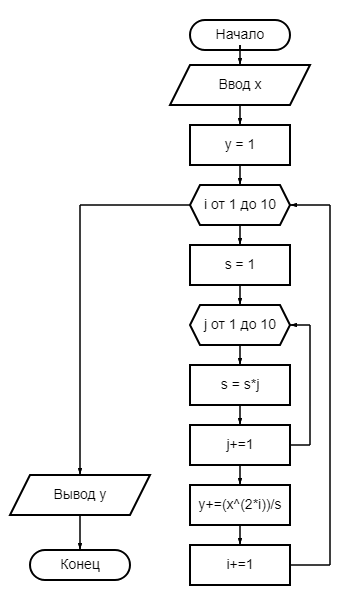 Начало
Ввод x
y = 1
i от 1 до 10
s = 1
j от 1 до 10
s = s*j
j+=1
y+=(x^(2*i))/s
i+=1
Вывод y
Конец